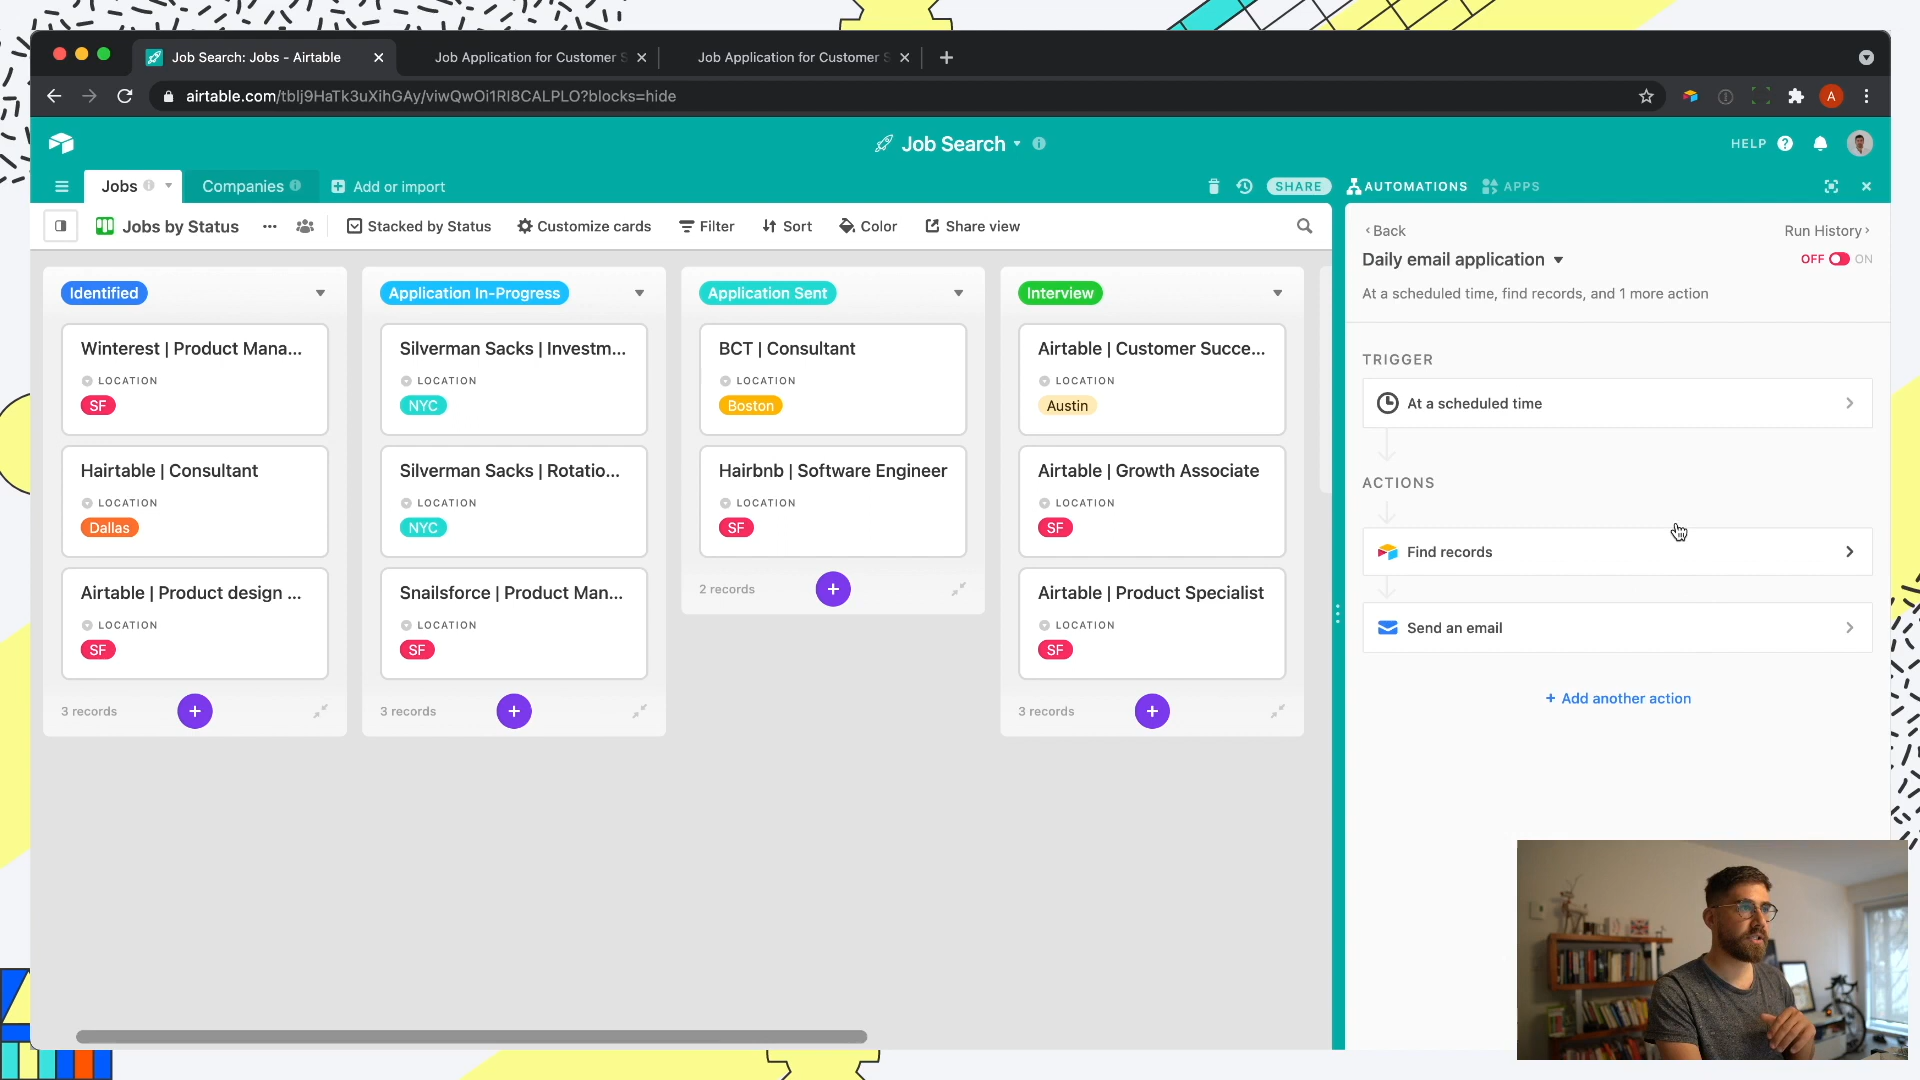 Job Search: Jobs - Airtable
Job Application for Customer S
Job Application for Customer S
airtable.com/tblj9HaTk3uXihGAy/viwQwOi1RI8CALPLO?blocks=hide
A
Job Search
HELP
Jobs
Companies
Add or import
SHARE
AUTOMATIONS
APPS
Jobs by Status
Stacked by Status
Customize cards
Filter
Sort
Color
Share view
Identified
Winterest | Product Mana...
LOCATION
SF
Hairtable | Consultant
LOCATION
Dallas
Airtable | Product design ...
LOCATION
SF
3 records
Application In-Progress
Silverman Sacks | Investm...
LOCATION
NYC
Silverman Sacks | Rotatio...
LOCATION
NYC
Snailsforce | Product Man...
LOCATION
SF
3 records
Application Sent
BCT | Consultant
LOCATION
Boston
Hairbnb | Software Engineer
LOCATION
SF
2 records
Interview
Airtable | Customer Succe...
LOCATION
Austin
Airtable | Growth Associate
LOCATION
SF
Airtable | Product Specialist
LOCATION
SF
3 records
Back
Run History
Daily email application
OFF ON
At a scheduled time, find records, and 1 more action
TRIGGER
At a scheduled time
ACTIONS
Find records
Send an email
+ Add another action